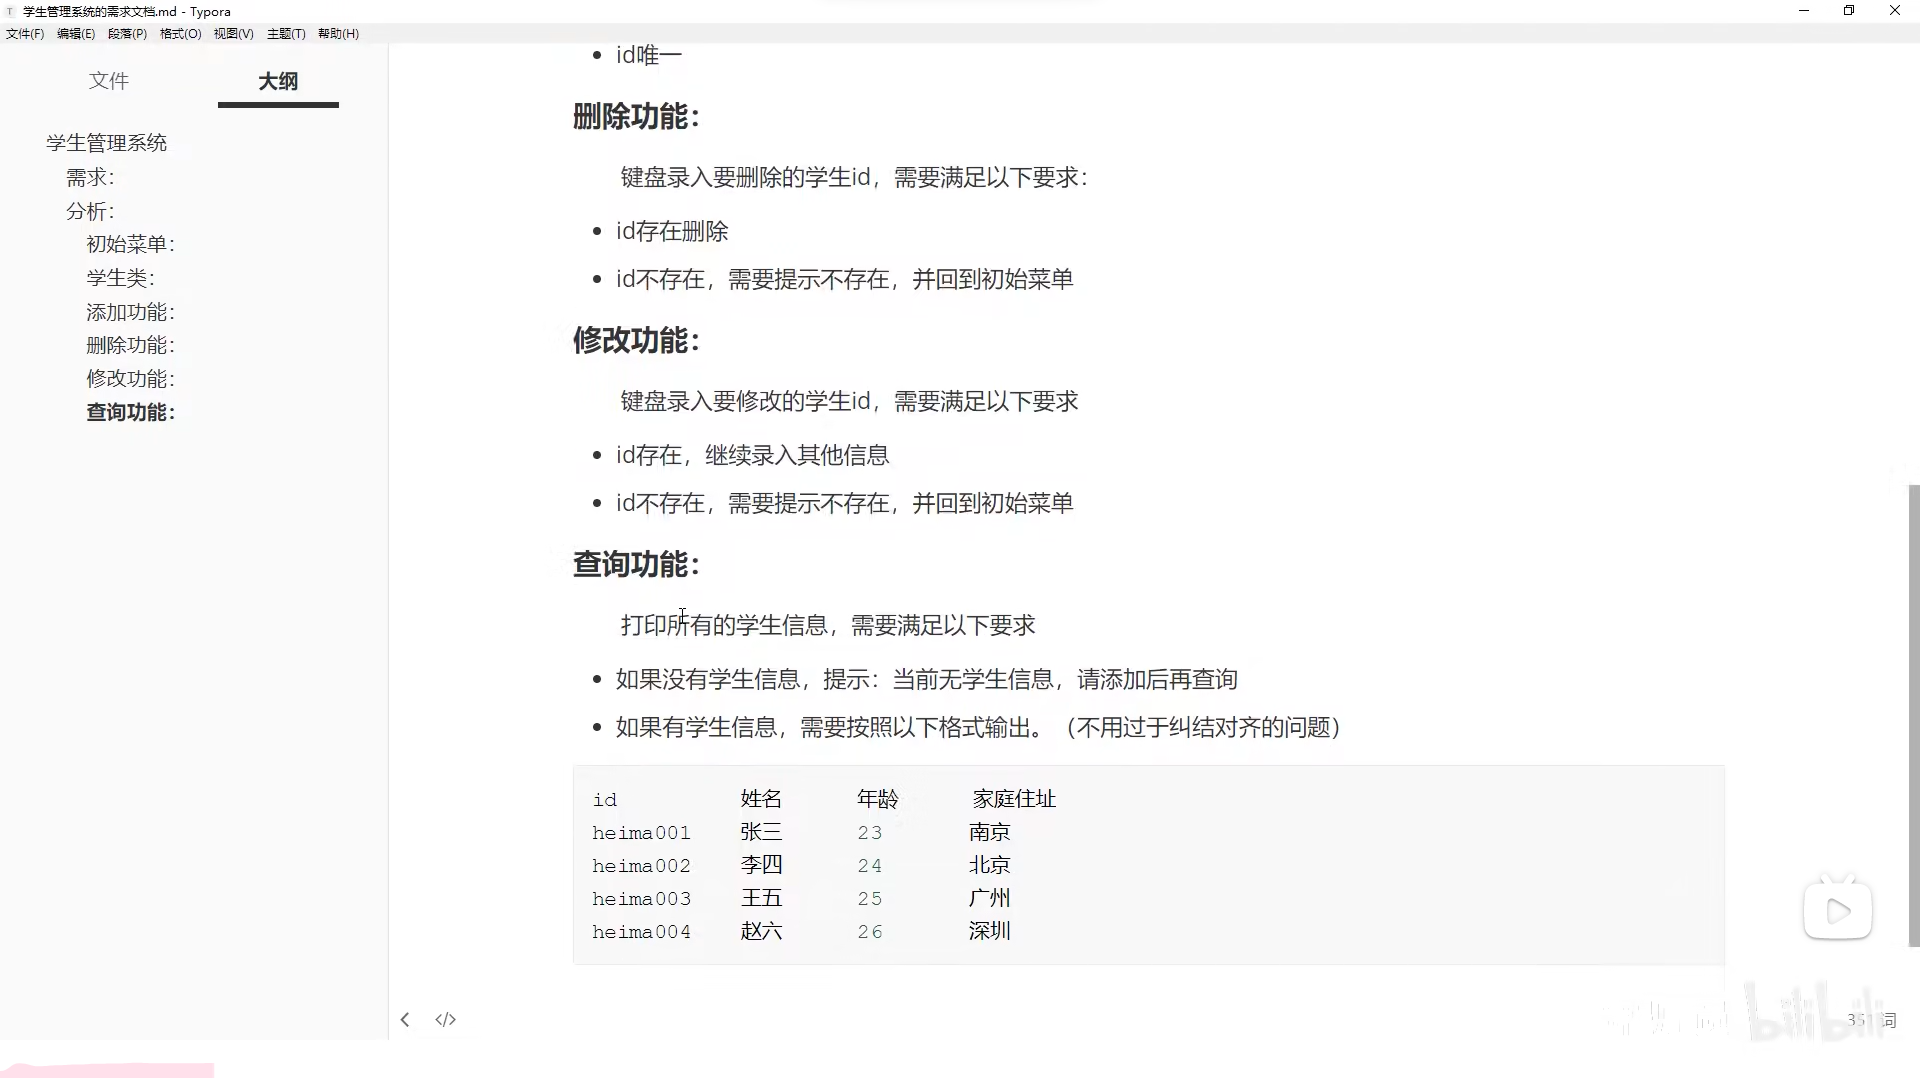 学生管理系统的需求文档.md - Typora
文件(F) 编辑(E) 段落(P) 格式(O) 视图(V) 主题(T) 帮助(H)
文件 大纲
学生管理系统
需求：
分析：
初始菜单：
学生类：
添加功能：
删除功能：
修改功能：
查询功能：
id唯一
删除功能：
键盘录入要删除的学生id，需要满足以下要求：
id存在删除
id不存在，需要提示不存在，并回到初始菜单
修改功能：
键盘录入要修改的学生id，需要满足以下要求
id存在，继续录入其他信息
id不存在，需要提示不存在，并回到初始菜单
查询功能：
打印所有的学生信息，需要满足以下要求
如果没有学生信息，提示：当前无学生信息，请添加后再查询
如果有学生信息，需要按照以下格式输出。（不用过于纠结对齐的问题）
id 姓名 年龄 家庭住址
heima001 张三 23 南京
heima002 李四 24 北京
heima003 王五 25 广州
heima004 赵六 26 深圳
bilibili
351 词